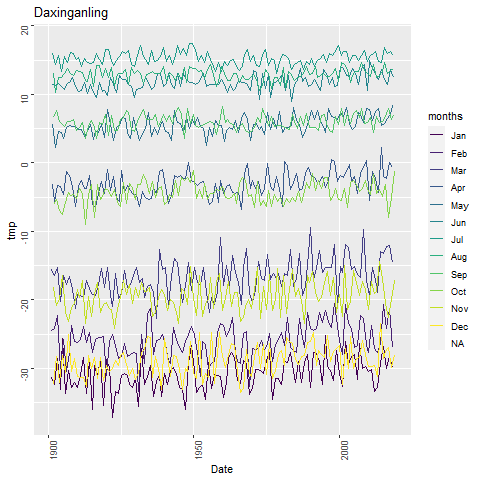 Daxinganling
20
10
0
-10
-20
-30
tmp
1900
1950
2000
Date
months
Jan
Feb
Mar
Apr
May
Jun
Jul
Aug
Sep
Oct
Nov
Dec
NA